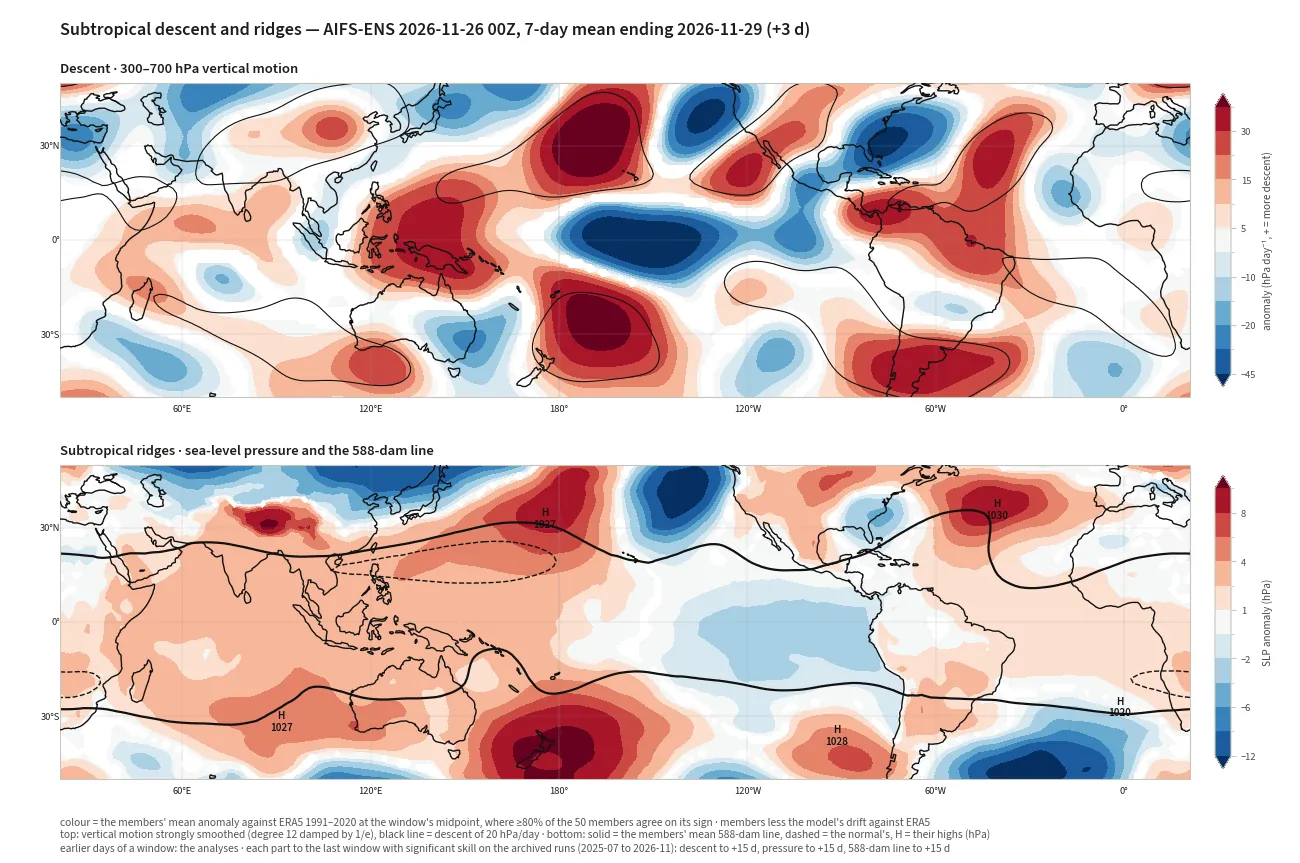 Subtropical descent and ridges — AIFS-ENS 2026-11-26 00Z, 7-day mean ending 2026-11-29 (+3 d)
Descent · 300–700 hPa vertical motion
30°N
0°
30°S
60°E
120°E
180°
120°W
60°W
0°
30
15
5
−10
−20
−45
anomaly (hPa day⁻¹, + = more descent)
Subtropical ridges · sea-level pressure and the 588-dam line
H
1027
H
1030
H
1027
H
1028
H
1020
30°N
0°
30°S
60°E
120°E
180°
120°W
60°W
0°
8
4
1
−2
−6
−12
SLP anomaly (hPa)
colour = the members' mean anomaly against ERA5 1991–2020 at the window's midpoint, where ≥80% of the 50 members agree on its sign · members less the model's drift against ERA5
top: vertical motion strongly smoothed (degree 12 damped by 1/e), black line = descent of 20 hPa/day · bottom: solid = the members' mean 588-dam line, dashed = the normal's, H = their highs (hPa)
earlier days of a window: the analyses · each part to the last window with significant skill on the archived runs (2025-07 to 2026-11): descent to +15 d, pressure to +15 d, 588-dam line to +15 d